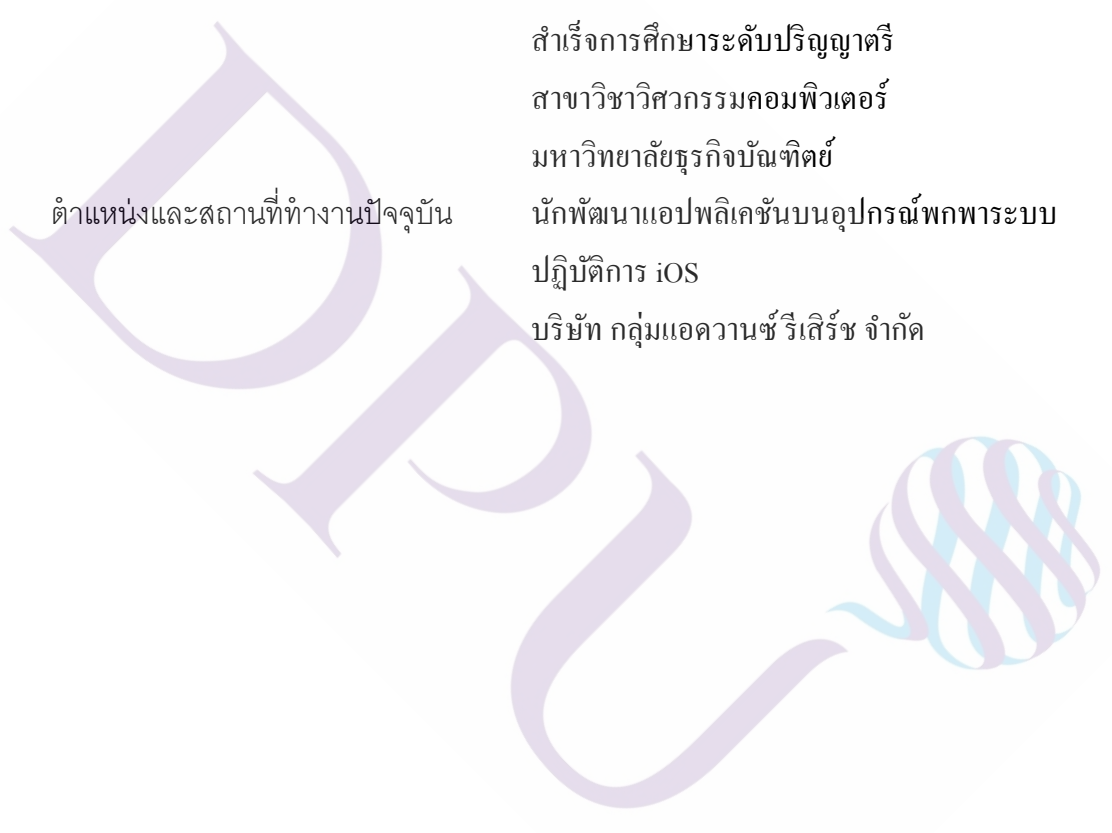 สำเร็จการศึกษาระดับปริญญาตรี
สาขาวิชาวิศวกรรมคอมพิวเตอร์
มหาวิทยาลัยธุรกิจบัณฑิตย์
ตำแหน่งและสถานที่ทำงานปัจจุบัน นักพัฒนาแอปพลิเคชันบนอุปกรณ์พกพาระบบ
ปฏิบัติการ iOS
บริษัท กลุ่มแอดวานซ์ รีเสิร์ช จำกัด
DPU